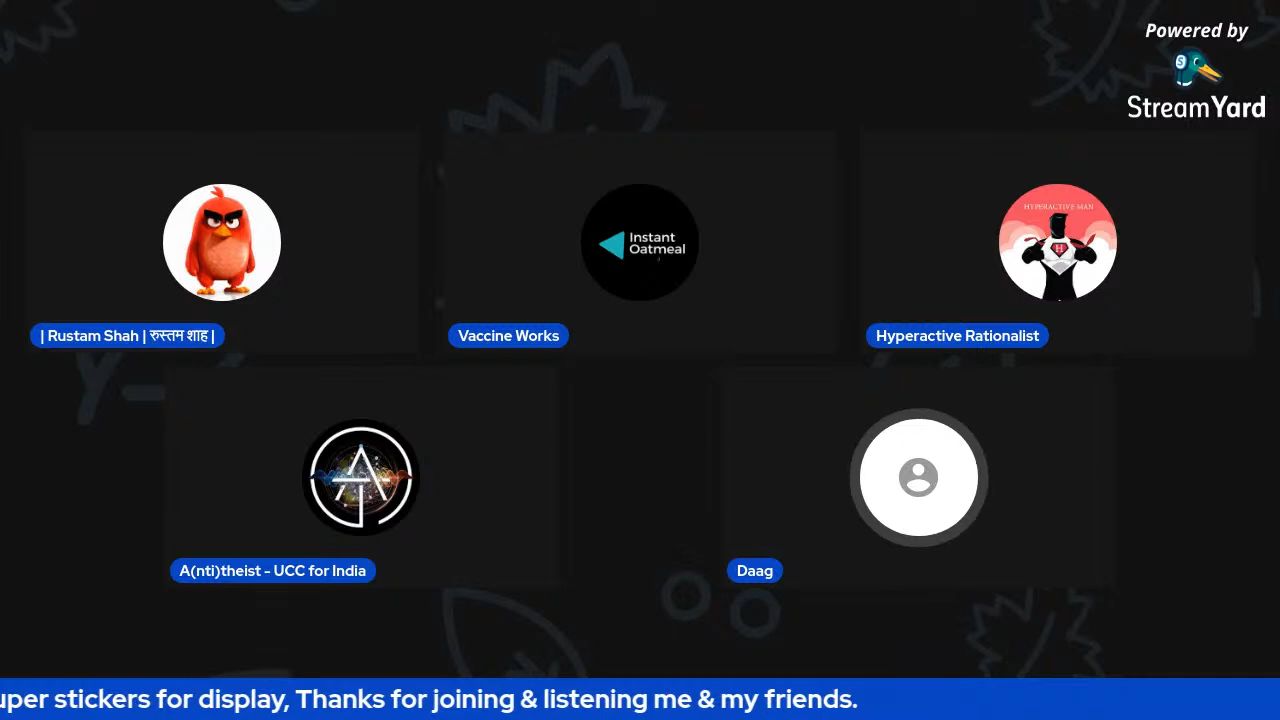 Powered by
StreamYard
HYPERACTIVE MAN
Instant
Oatmeal
H
| Rustam Shah | रुस्तम शाह |
Vaccine Works
Hyperactive Rationalist
A(nti)theist - UCC for India
Daag
stickers for display, Thanks for joining & listening me & my friends.